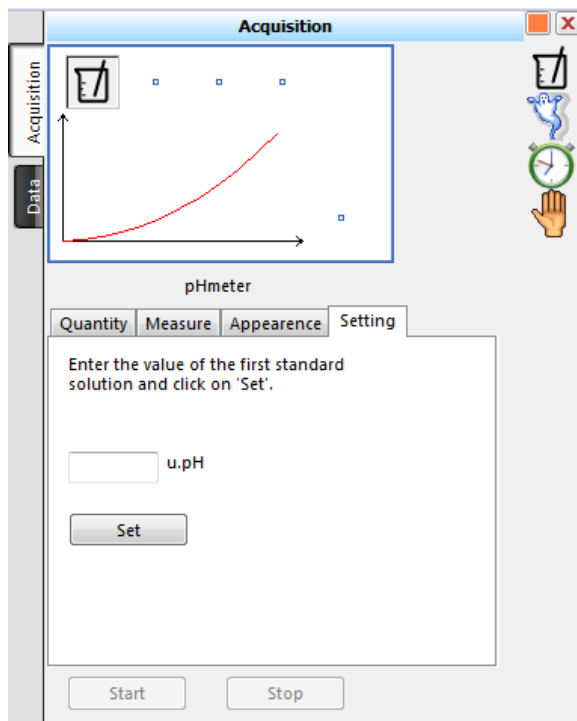 Acquisition
Acquisition
Data
pHmeter
Quantity Measure Appearence Setting
Enter the value of the first standard
solution and click on 'Set'.
u.pH
Set
Start Stop